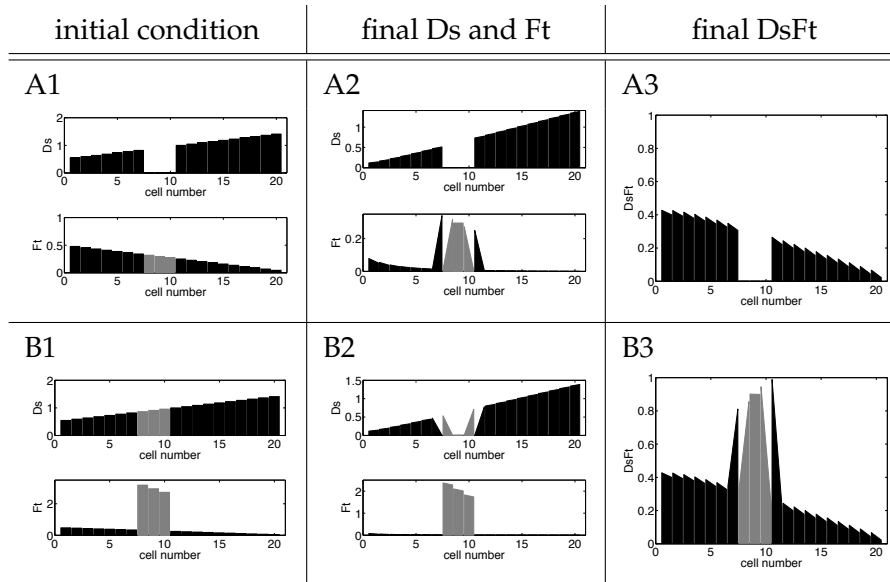 initial condition
final Ds and Ft
final DsFt
A1
2
1
0
Ds
0 5 10 15 20
cell number
1
0.5
0
Ft
0 5 10 15 20
cell number
A2
1
0.5
0
Ds
0 5 10 15 20
cell number
0.2
0
Ft
0 5 10 15 20
cell number
A3
1
0.8
0.6
0.4
0.2
0
DsFt
0 5 10 15 20
cell number
B1
2
1
0
Ds
0 5 10 15 20
cell number
2
0
Ft
0 5 10 15 20
cell number
B2
1.5
1
0.5
0
Ds
0 5 10 15 20
cell number
2
1
0
Ft
0 5 10 15 20
cell number
B3
1
0.8
0.6
0.4
0.2
0
DsFt
0 5 10 15 20
cell number